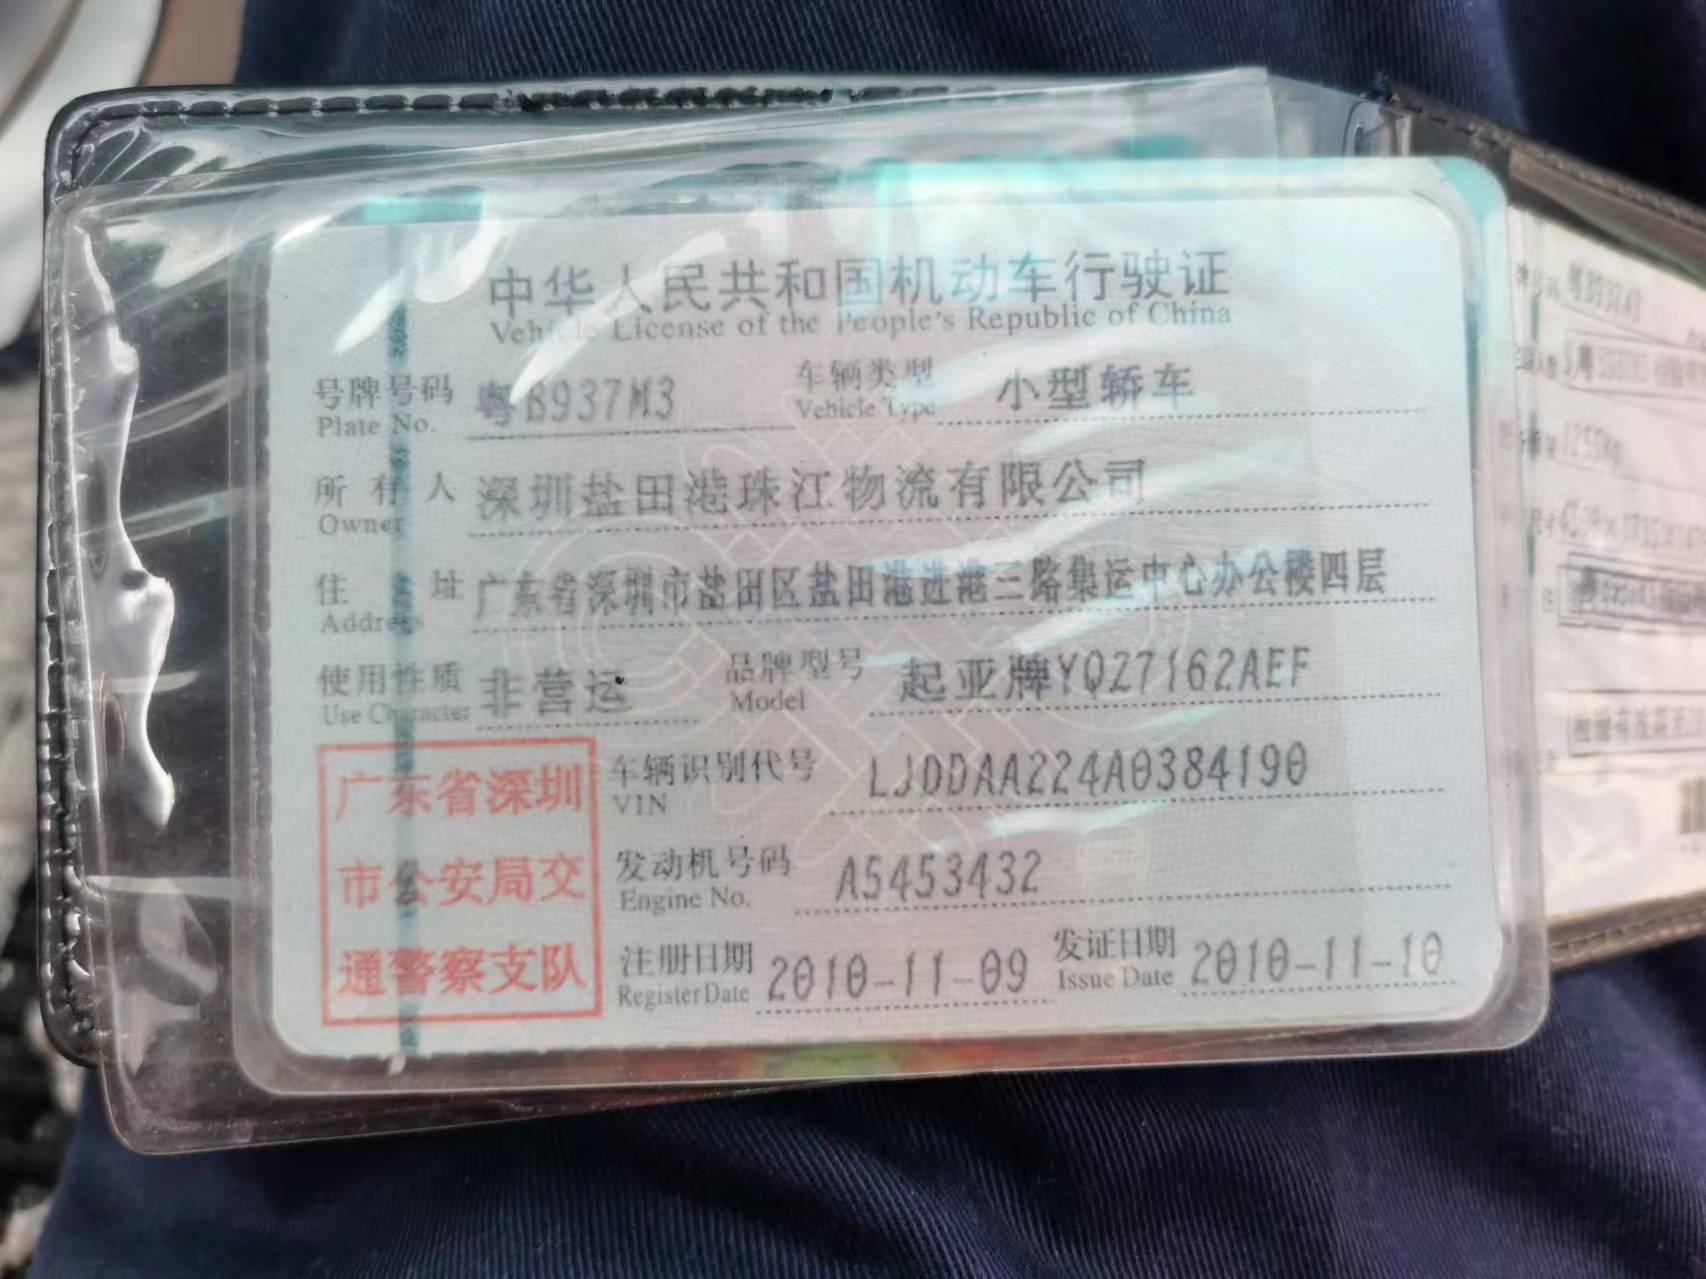 中华人民共和国机动车行驶证
Vehicle License of the People's Republic of China
号牌号码 粤B937M3 车辆类型 小型轿车
Plate No. Vehicle Type
所有人 深圳盐田港珠江物流有限公司
Owner
住址 广东省深圳市盐田区盐田港进港三路集运中心办公楼四层
Address
使用性质 非营运 品牌型号 起亚牌YQZ7162AEF
Use Character Model
广东省深圳
市公安局交
通警察支队
车辆识别代号 LJDDAA224A0384190
VIN
发动机号码 A5453432
Engine No.
注册日期 2010-11-09 发证日期 2010-11-10
Register Date Issue Date
1255kg